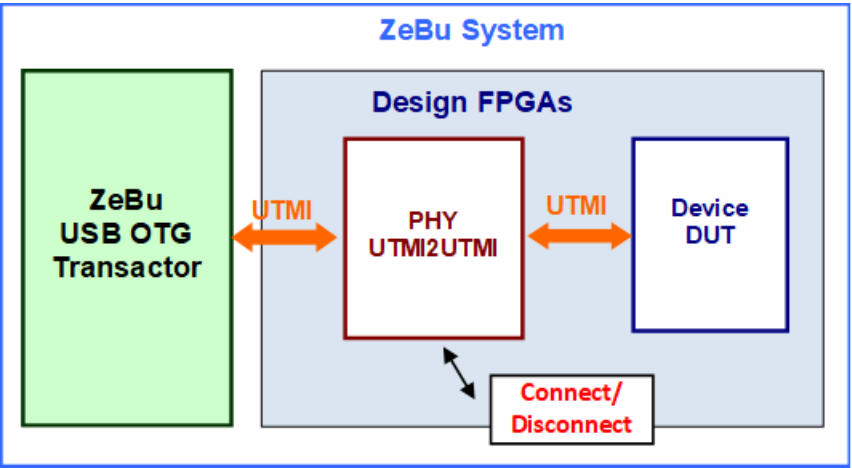 ZeBu System
Design FPGAs
ZeBu
USB OTG
Transactor
UTMI
PHY
UTMI2UTMI
UTMI
Device
DUT
Connect/
Disconnect